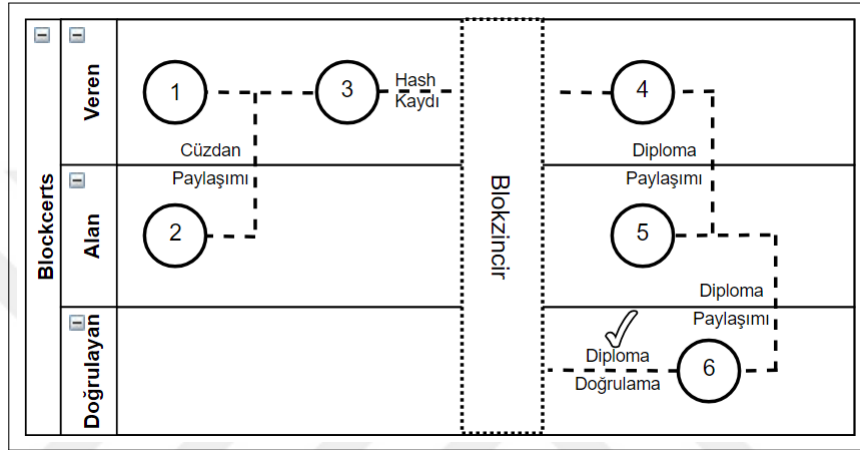 Blockcerts
Veren
1
3
Hash
Kaydı
4
Cüzdan
Paylaşımı
Diploma
Paylaşımı
Alan
2
5
Blokzincir
Diploma
Paylaşımı
Doğrulayan
Diploma
Doğrulama
6